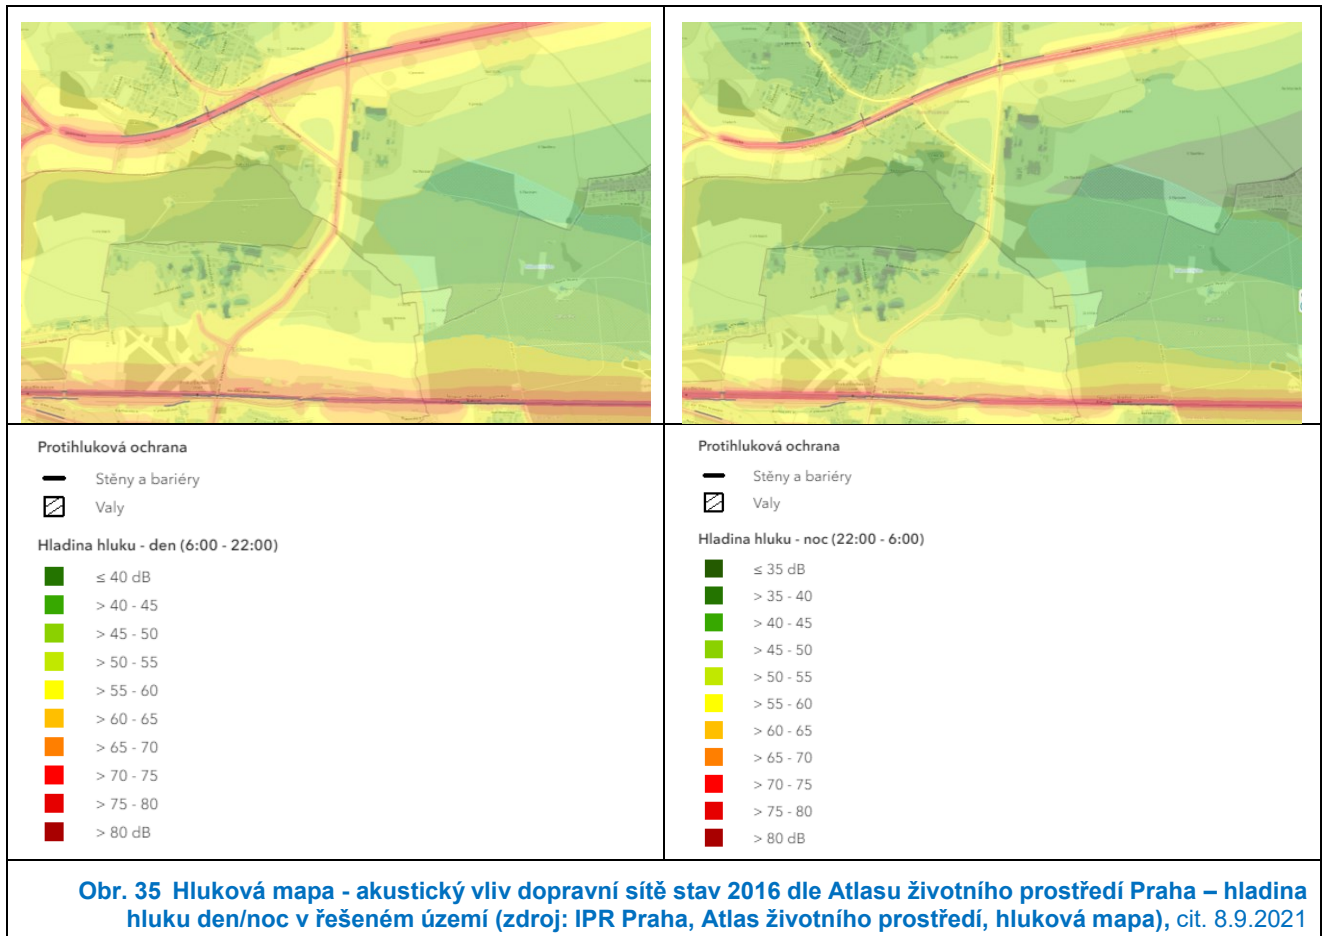 Protihluková ochrana
Stěny a bariéry
Valy
Hladina hluku - den (6:00 - 22:00)
≤ 40 dB
> 40 - 45
> 45 - 50
> 50 - 55
> 55 - 60
> 60 - 65
> 65 - 70
> 70 - 75
> 75 - 80
> 80 dB
Protihluková ochrana
Stěny a bariéry
Valy
Hladina hluku - noc (22:00 - 6:00)
≤ 35 dB
> 35 - 40
> 40 - 45
> 45 - 50
> 50 - 55
> 55 - 60
> 60 - 65
> 65 - 70
> 70 - 75
> 75 - 80
> 80 dB
Obr. 35 Hluková mapa - akustický vliv dopravní sítě stav 2016 dle Atlasu životního prostředí Praha – hladina
hluku den/noc v řešeném území (zdroj: IPR Praha, Atlas životního prostředí, hluková mapa), cit. 8.9.2021